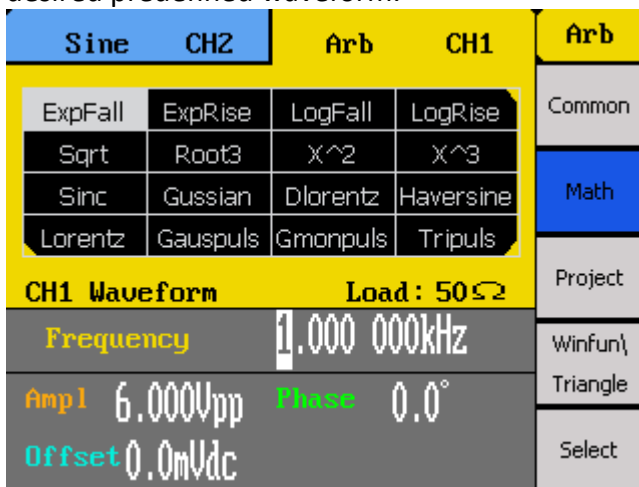 desired predefined waveform.
Sine CH2 Arb CH1 Arb
ExpFall ExpRise LogFall LogRise Common
Sqrt Root3 X^2 X^3
Sinc Gussian Dlorentz Haversine Math
Lorentz Gauspuls Gmonpuls Tripuls
CH1 Waveform Load: 50Ω Project
Frequency 1.000 000kHz Winfun\
Triangle
Ampl 6.000Vpp Phase 0.0°
Offset 0.0mVdc Select